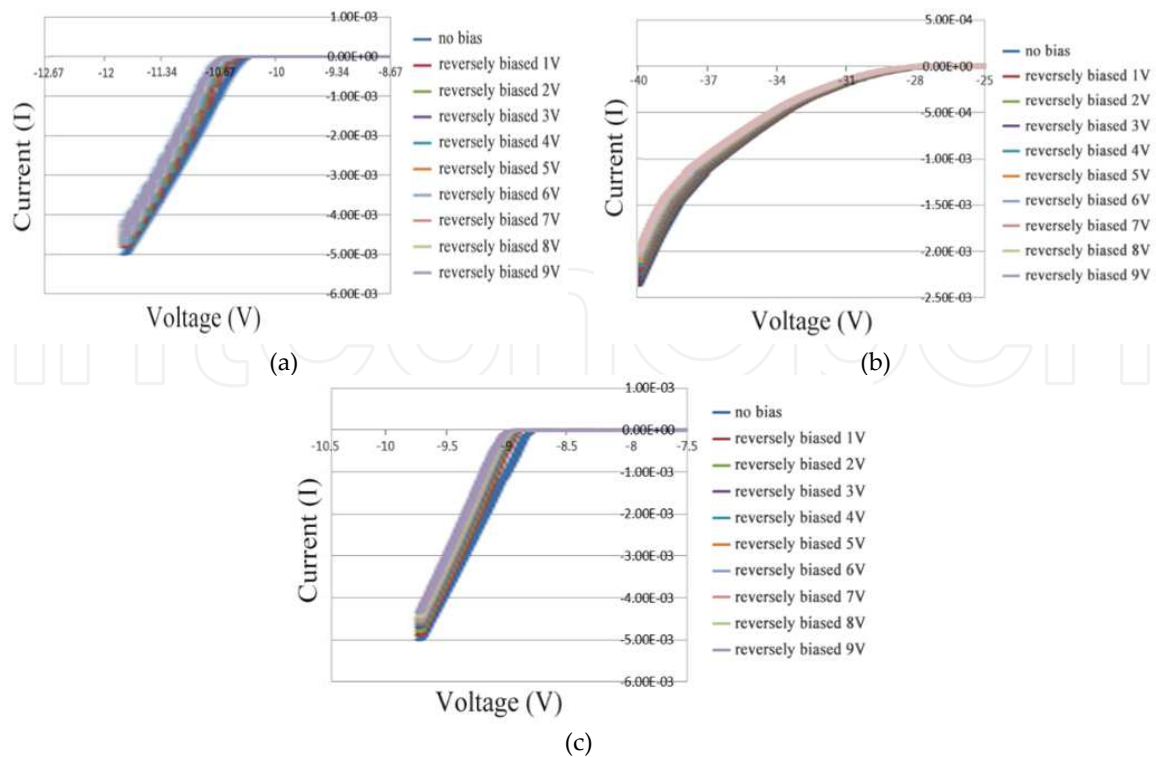 1.00E-03
0.00E+00
-12.67 -12 -11.34 -10.67 -10 -9.34 -8.67
-1.00E-03
-2.00E-03
-3.00E-03
-4.00E-03
-5.00E-03
-6.00E-03
Current (I)
Voltage (V)
no bias
reversely biased 1V
reversely biased 2V
reversely biased 3V
reversely biased 4V
reversely biased 5V
reversely biased 6V
reversely biased 7V
reversely biased 8V
reversely biased 9V
(a)
5.00E-04
0.00E+00
-40 -37 -34 -31 -28 -25
-5.00E-04
-1.00E-03
-1.50E-03
-2.00E-03
-2.50E-03
Current (I)
Voltage (V)
no bias
reversely biased 1V
reversely biased 2V
reversely biased 3V
reversely biased 4V
reversely biased 5V
reversely biased 6V
reversely biased 7V
reversely biased 8V
reversely biased 9V
(b)
1.00E-03
0.00E+00
-10.5 -10 -9.5 -9 -8.5 -8 -7.5
-1.00E-03
-2.00E-03
-3.00E-03
-4.00E-03
-5.00E-03
-6.00E-03
Current (I)
Voltage (V)
no bias
reversely biased 1V
reversely biased 2V
reversely biased 3V
reversely biased 4V
reversely biased 5V
reversely biased 6V
reversely biased 7V
reversely biased 8V
reversely biased 9V
(c)